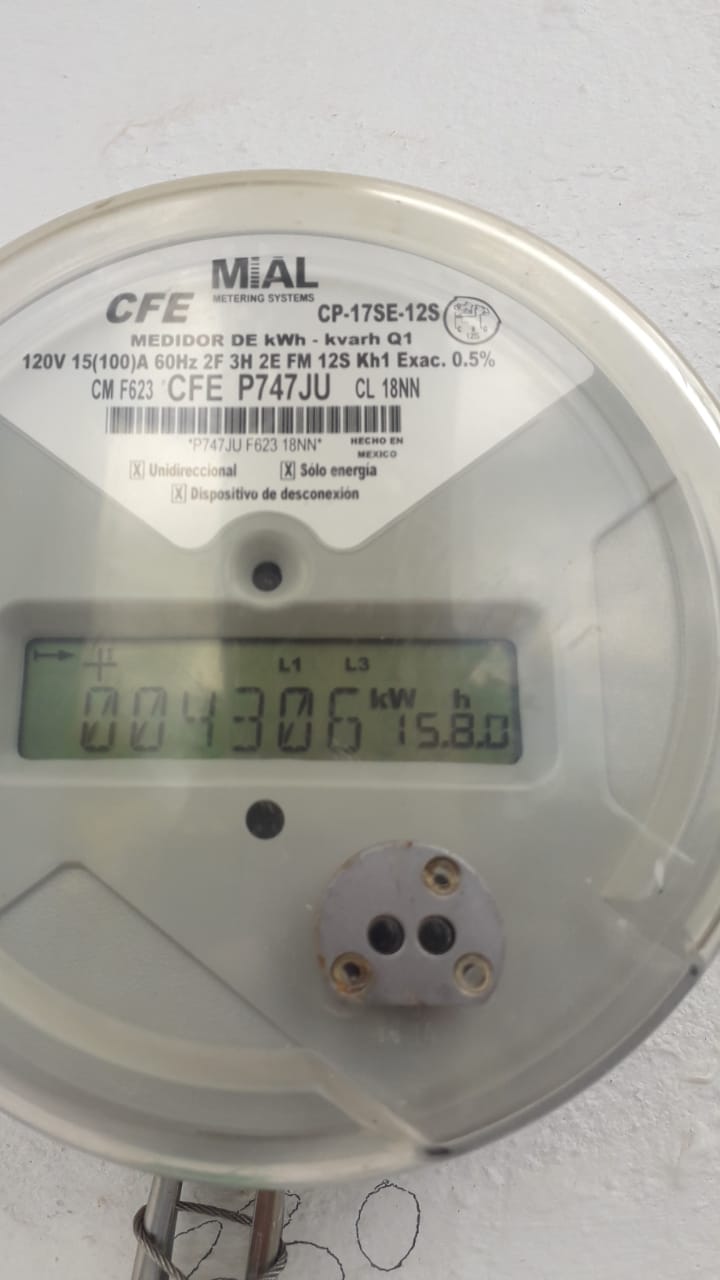 MIAL
METERING SYSTEMS
CFE
CP-17SE-12S
12S
MEDIDOR DE kWh - kvarh Q1
120V 15(100)A 60Hz 2F 3H 2E FM 12S Kh1 Exac. 0.5%
CM F623 CFE P747JU CL 18NN
*P747JU F623 18NN*
HECHO EN
MEXICO
X Unidireccional X Sólo energía
X Dispositivo de desconexión
L1 L3
004306 kW h 15.8.0